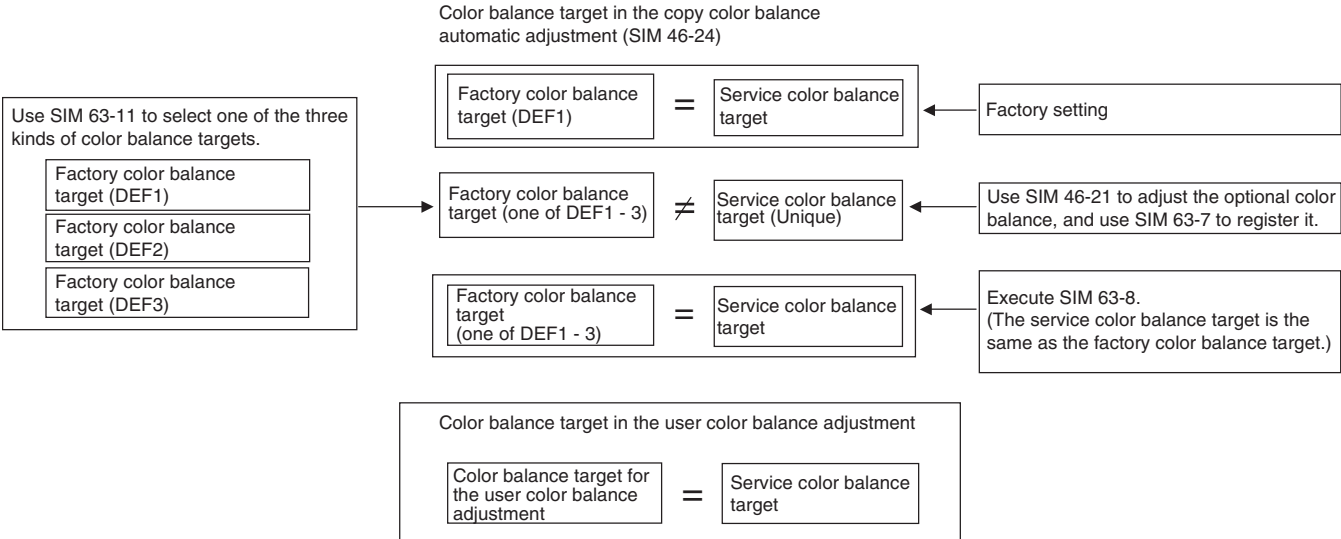 Color balance target in the copy color balance
automatic adjustment (SIM 46-24)
Factory color balance
target (DEF1)
=
Service color balance
target
Factory setting
Use SIM 63-11 to select one of the three
kinds of color balance targets.
Factory color balance
target (DEF1)
Factory color balance
target (DEF2)
Factory color balance
target (DEF3)
Factory color balance
target (one of DEF1 - 3)
≠
Service color balance
target (Unique)
Use SIM 46-21 to adjust the optional color
balance, and use SIM 63-7 to register it.
Factory color balance
target
(one of DEF1 - 3)
=
Service color balance
target
Execute SIM 63-8.
(The service color balance target is the
same as the factory color balance target.)
Color balance target in the user color balance adjustment
Color balance target for
the user color balance
adjustment
=
Service color balance
target